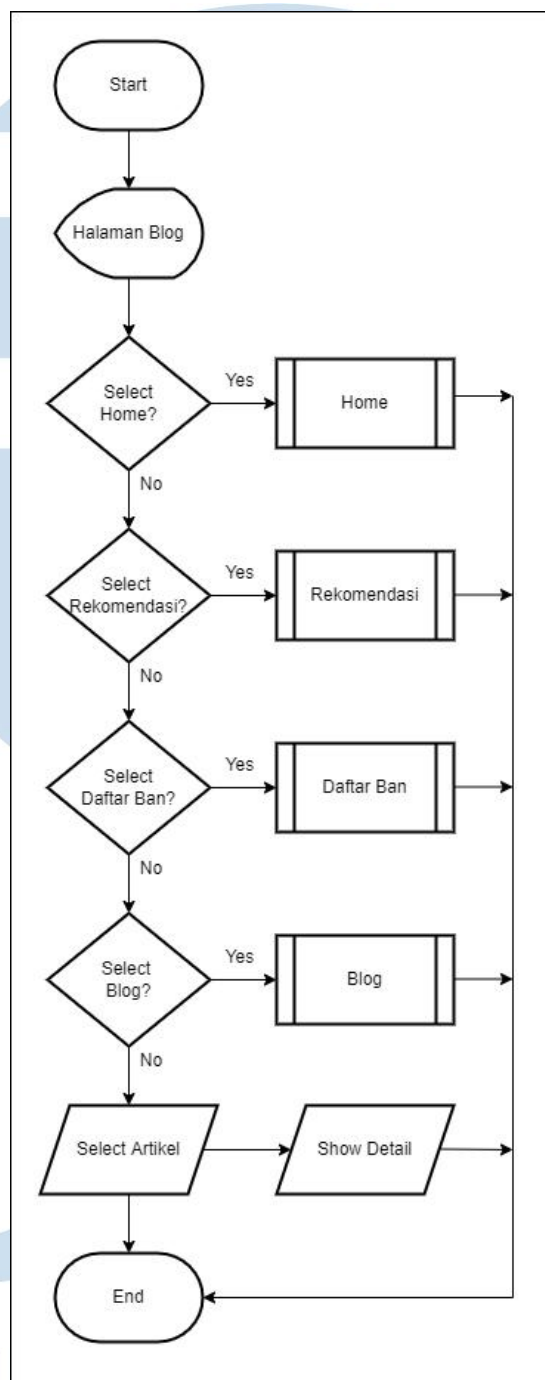 Start
Halaman Blog
Select
Home?
Yes
Home
No
Select
Rekomendasi?
Yes
Rekomendasi
No
Select
Daftar Ban?
Yes
Daftar Ban
No
Select
Blog?
Yes
Blog
No
Select Artikel
Show Detail
End